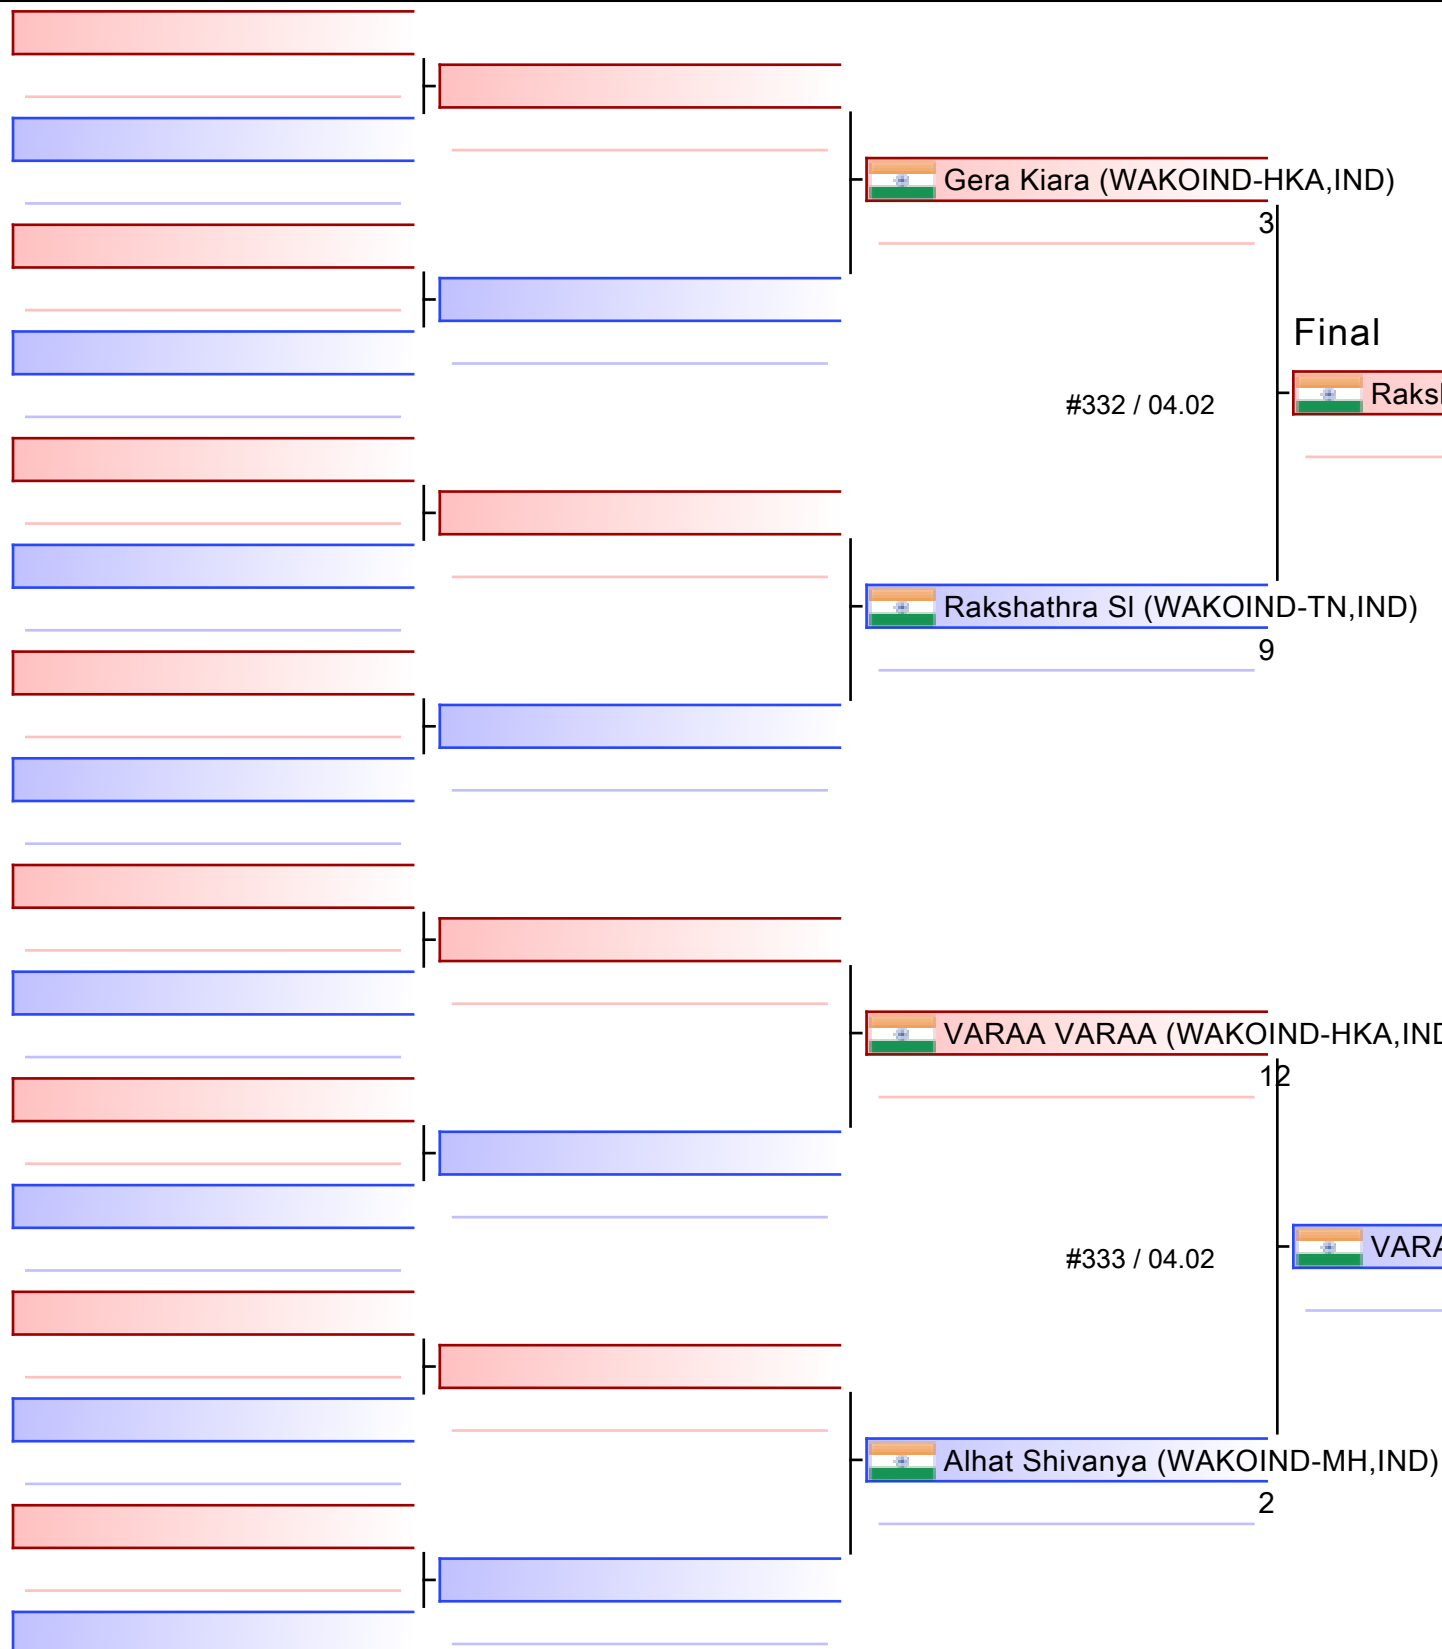 Gera Kiara (WAKOIND-HKA,IND)
3
Final
#332 / 04.02
Rakshathra Sl (WAKOIND-TN,IND)
9
VARAA VARAA (WAKOIND-HKA,IND
12
#333 / 04.02
Alhat Shivanya (WAKOIND-MH,IND)
2